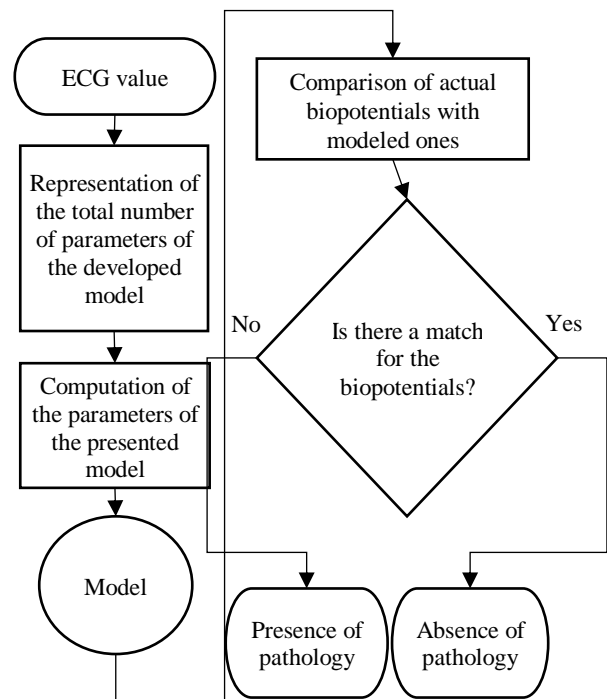 ECG value
Representation of
the total number
of parameters of
the developed
model
Computation of
the parameters of
the presented
model
Model
Comparison of actual
biopotentials with
modeled ones
Is there a match
for the
biopotentials?
No
Yes
Presence of
pathology
Absence of
pathology